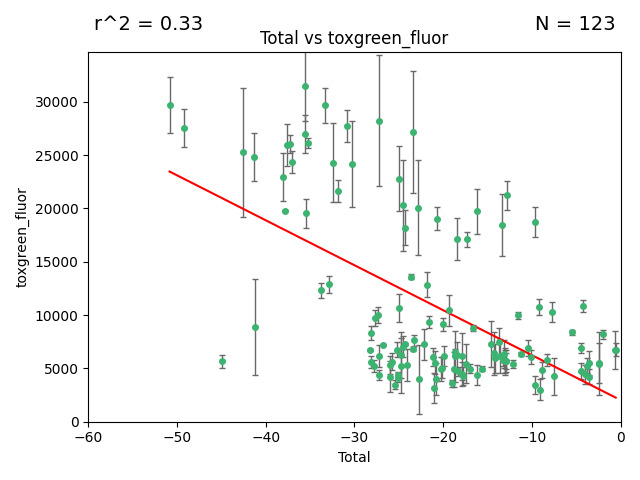 r^2 = 0.33
N = 123
Total vs toxgreen_fluor
toxgreen_fluor
30000
25000
20000
15000
10000
5000
0
−60
−50
−40
−30
−20
−10
0
Total